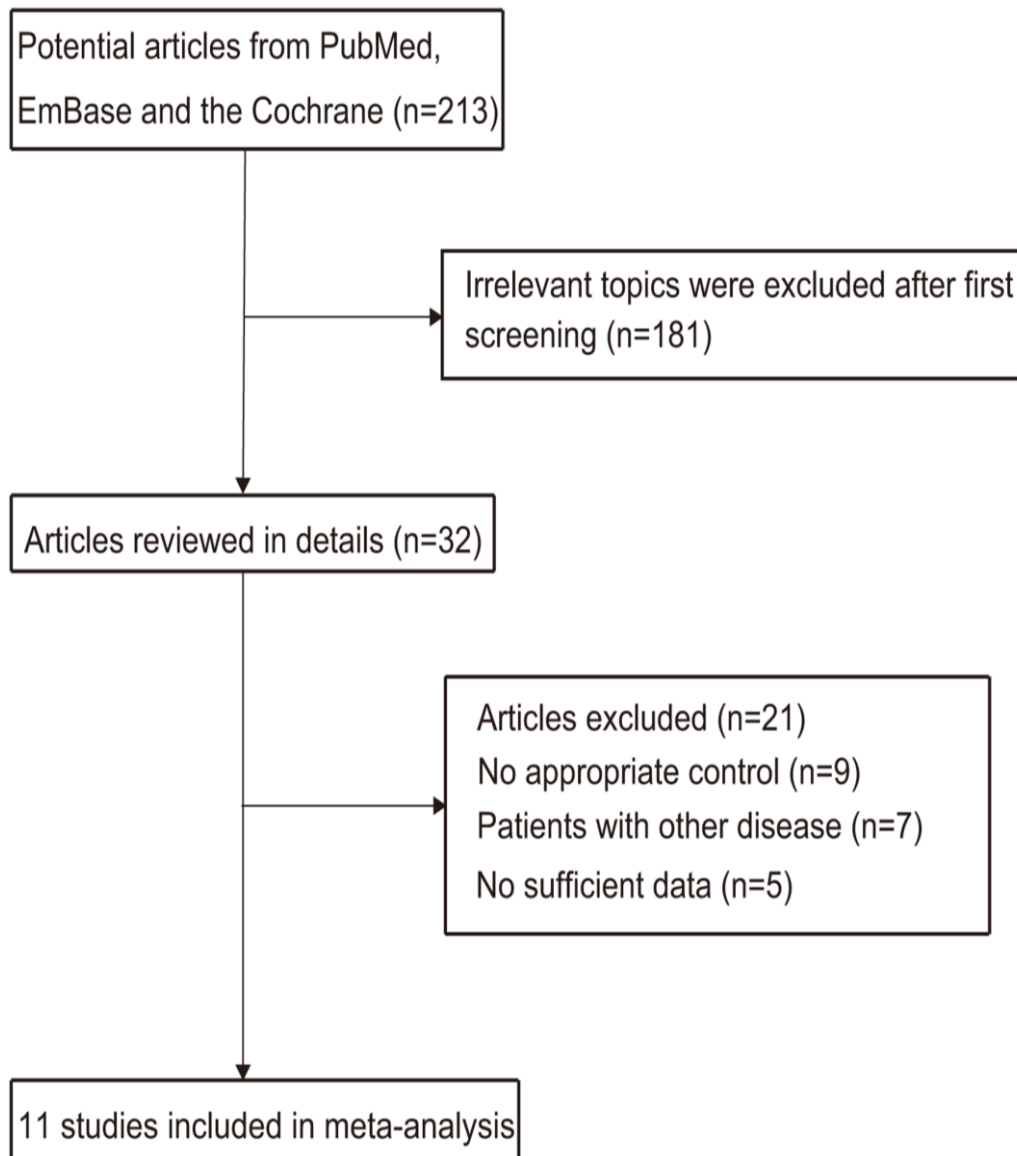 Potential articles from PubMed,
EmBase and the Cochrane (n=213)
Irrelevant topics were excluded after first
screening (n=181)
Articles reviewed in details (n=32)
Articles excluded (n=21)
No appropriate control (n=9)
Patients with other disease (n=7)
No sufficient data (n=5)
11 studies included in meta-analysis